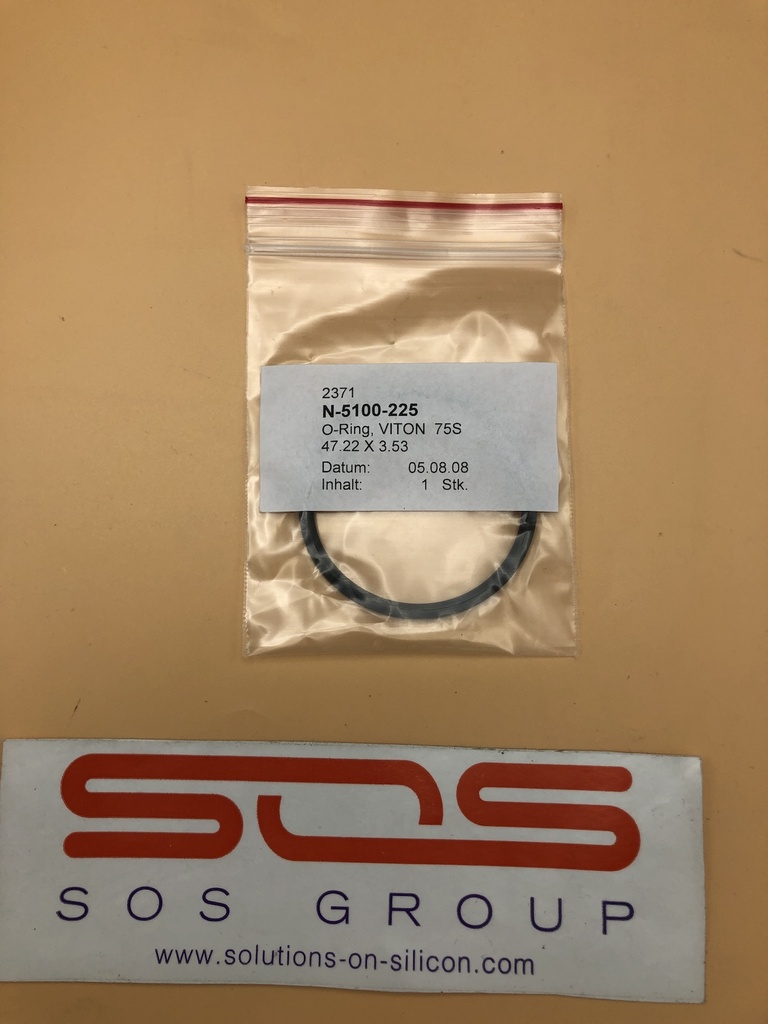 2371
N-5100-225
O-Ring, VITON 75S
47.22 X 3.53
Datum: 05.08.08
Inhalt: 1 Stk.
SOS
SOS GROUP
www.solutions-on-silicon.com